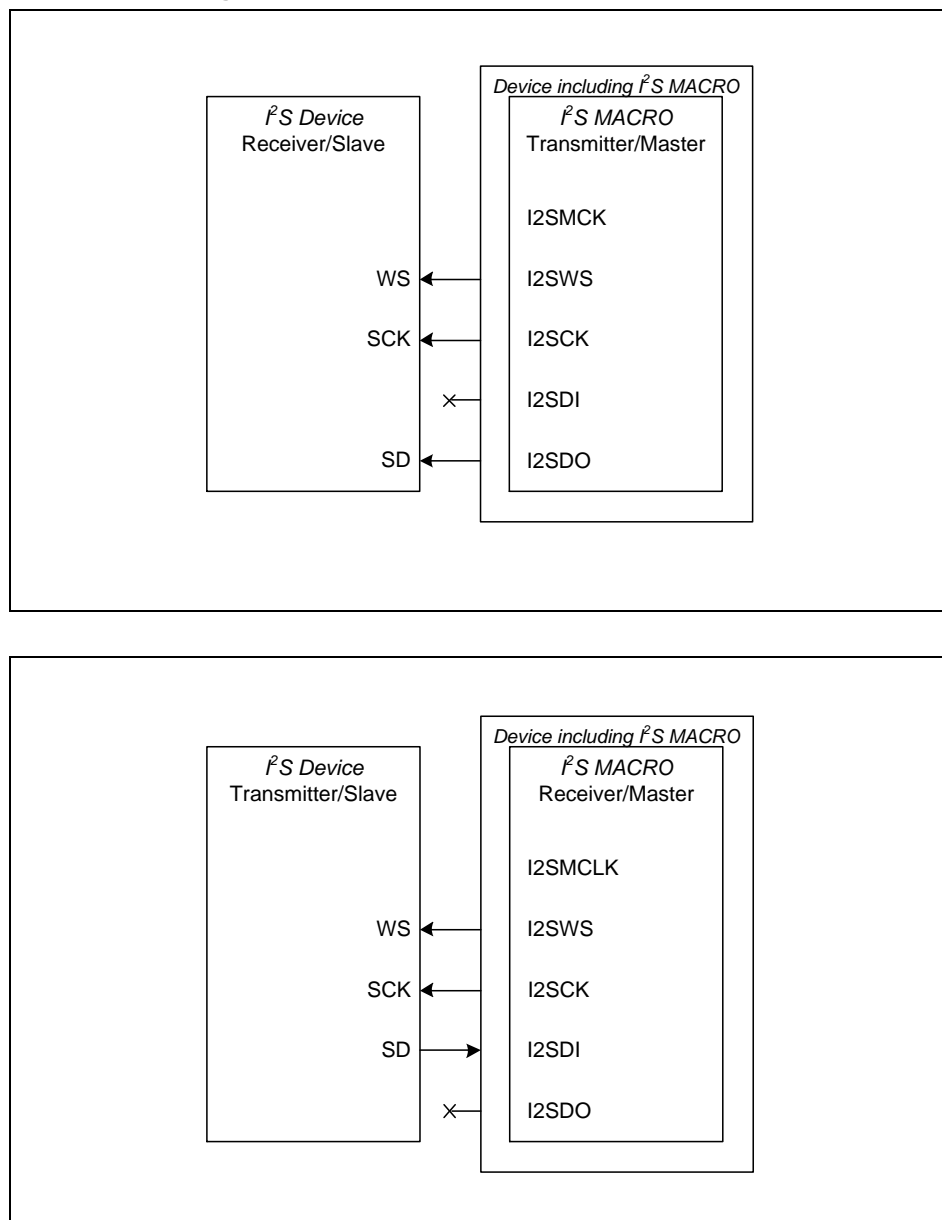 Device including I²S MACRO
I²S Device
I²S MACRO
Receiver/Slave
Transmitter/Master
I2SMCK
WS
I2SWS
SCK
I2SCK
I2SDI
SD
I2SDO
Device including I²S MACRO
I²S Device
I²S MACRO
Transmitter/Slave
Receiver/Master
I2SMCLK
WS
I2SWS
SCK
I2SCK
SD
I2SDI
I2SDO